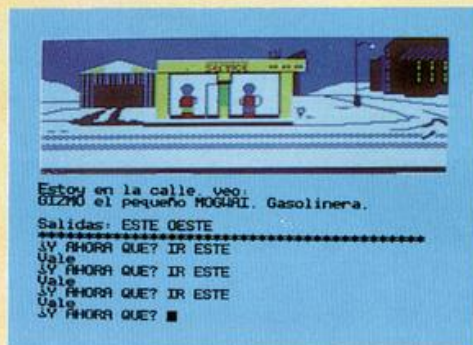 SERVICE
Estoy en la calle. veo:
GIZMO el pequeño MOGWAI. Gasolinera.
Salidas: ESTE OESTE
************************************************
¿Y AHORA QUE? IR ESTE
Vale
¿Y AHORA QUE? IR ESTE
Vale
¿Y AHORA QUE? IR ESTE
Vale
¿Y AHORA QUE?